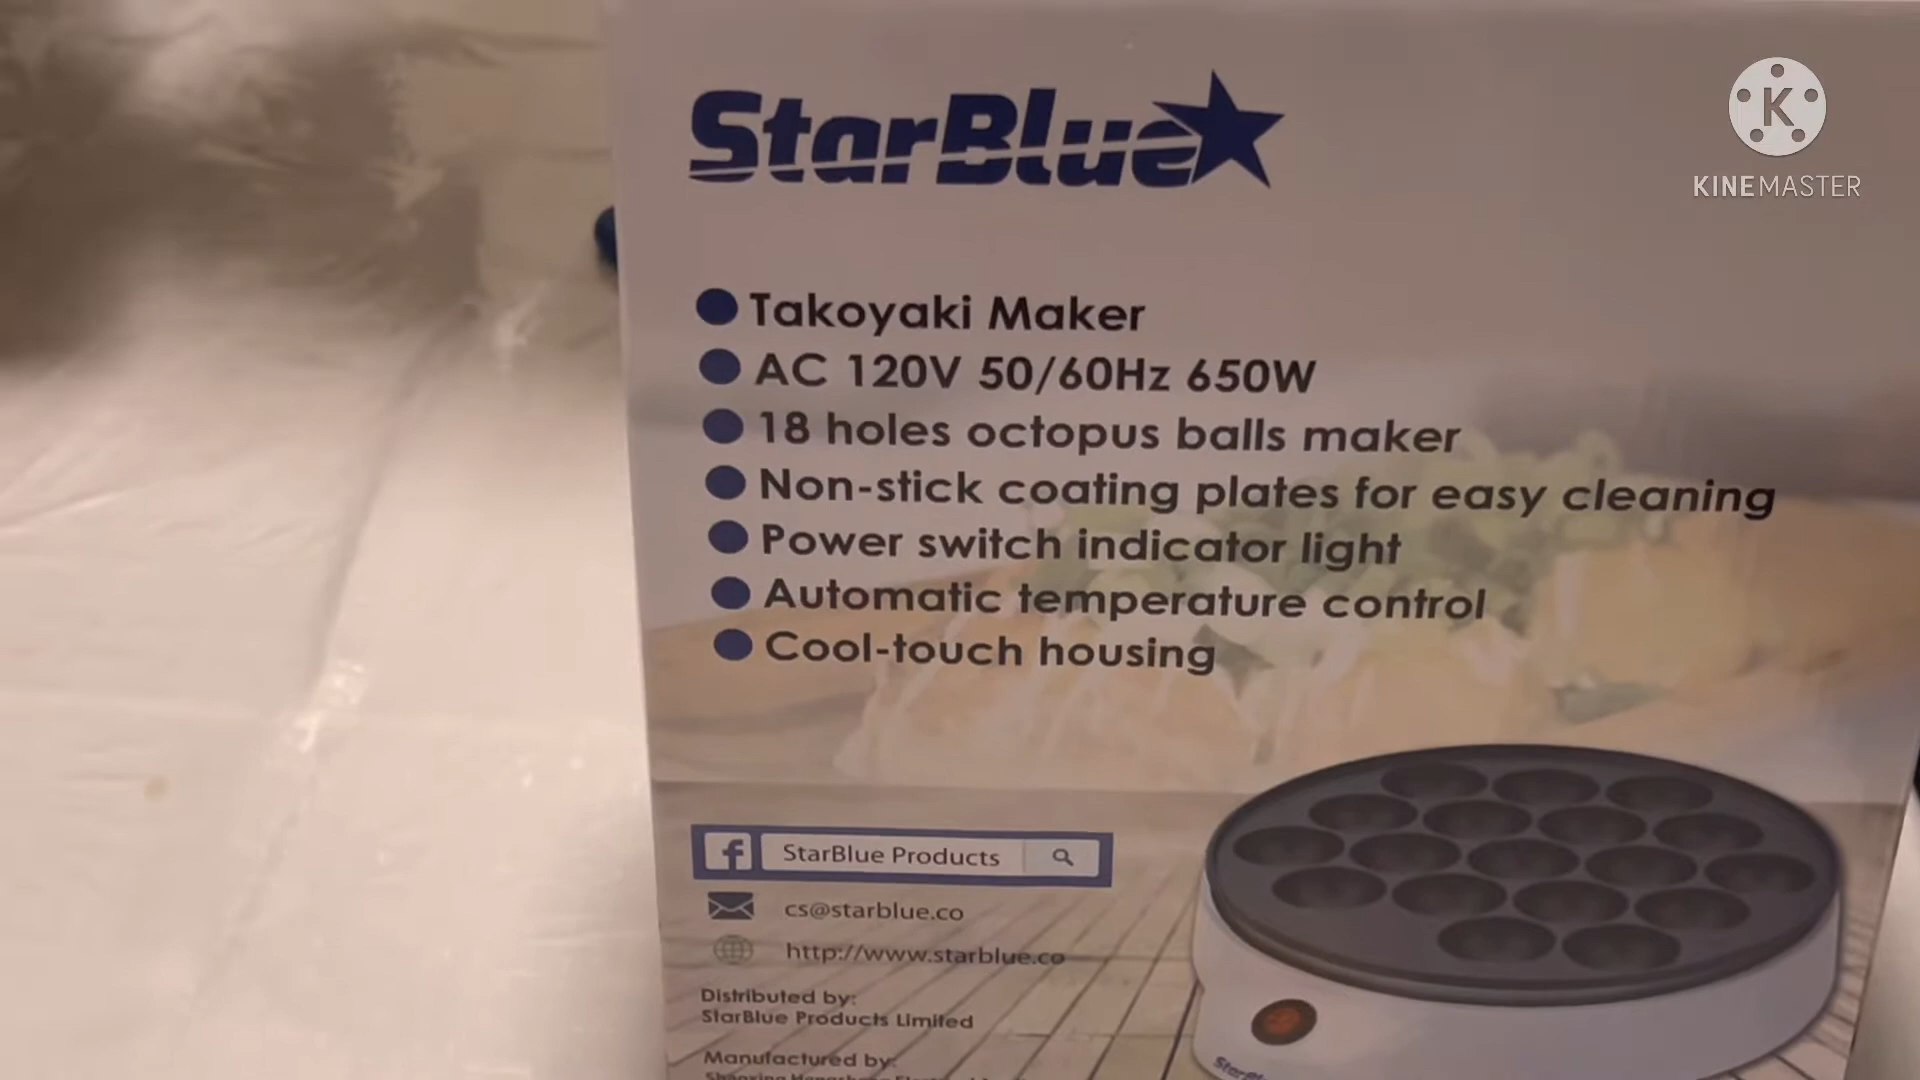 StarBlue
K
KINEMASTER
Takoyaki Maker
AC 120V 50/60Hz 650W
18 holes octopus balls maker
Non-stick coating plates for easy cleaning
Power switch indicator light
Automatic temperature control
Cool-touch housing
f StarBlue Products
cs@starblue.co
http://www.starblue.co
Distributed by:
StarBlue Products Limited
Manufactured by: